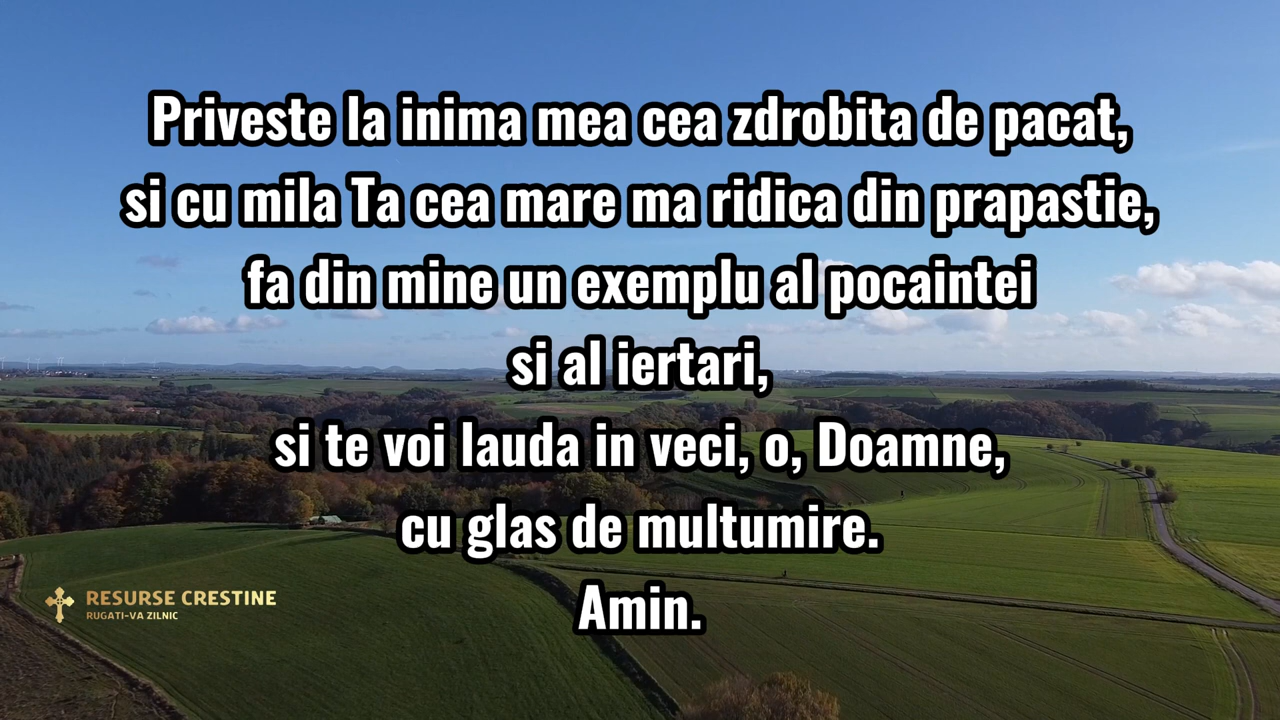 Priveste la inima mea cea zdrobita de pacat,
si cu mila Ta cea mare ma ridica din prapastie,
fa din mine un exemplu al pocaintei
si al iertari,
si te voi lauda in veci, o, Doamne,
cu glas de multumire.
Amin.
RESURSE CRESTINE
RUGATI-VA ZILNIC